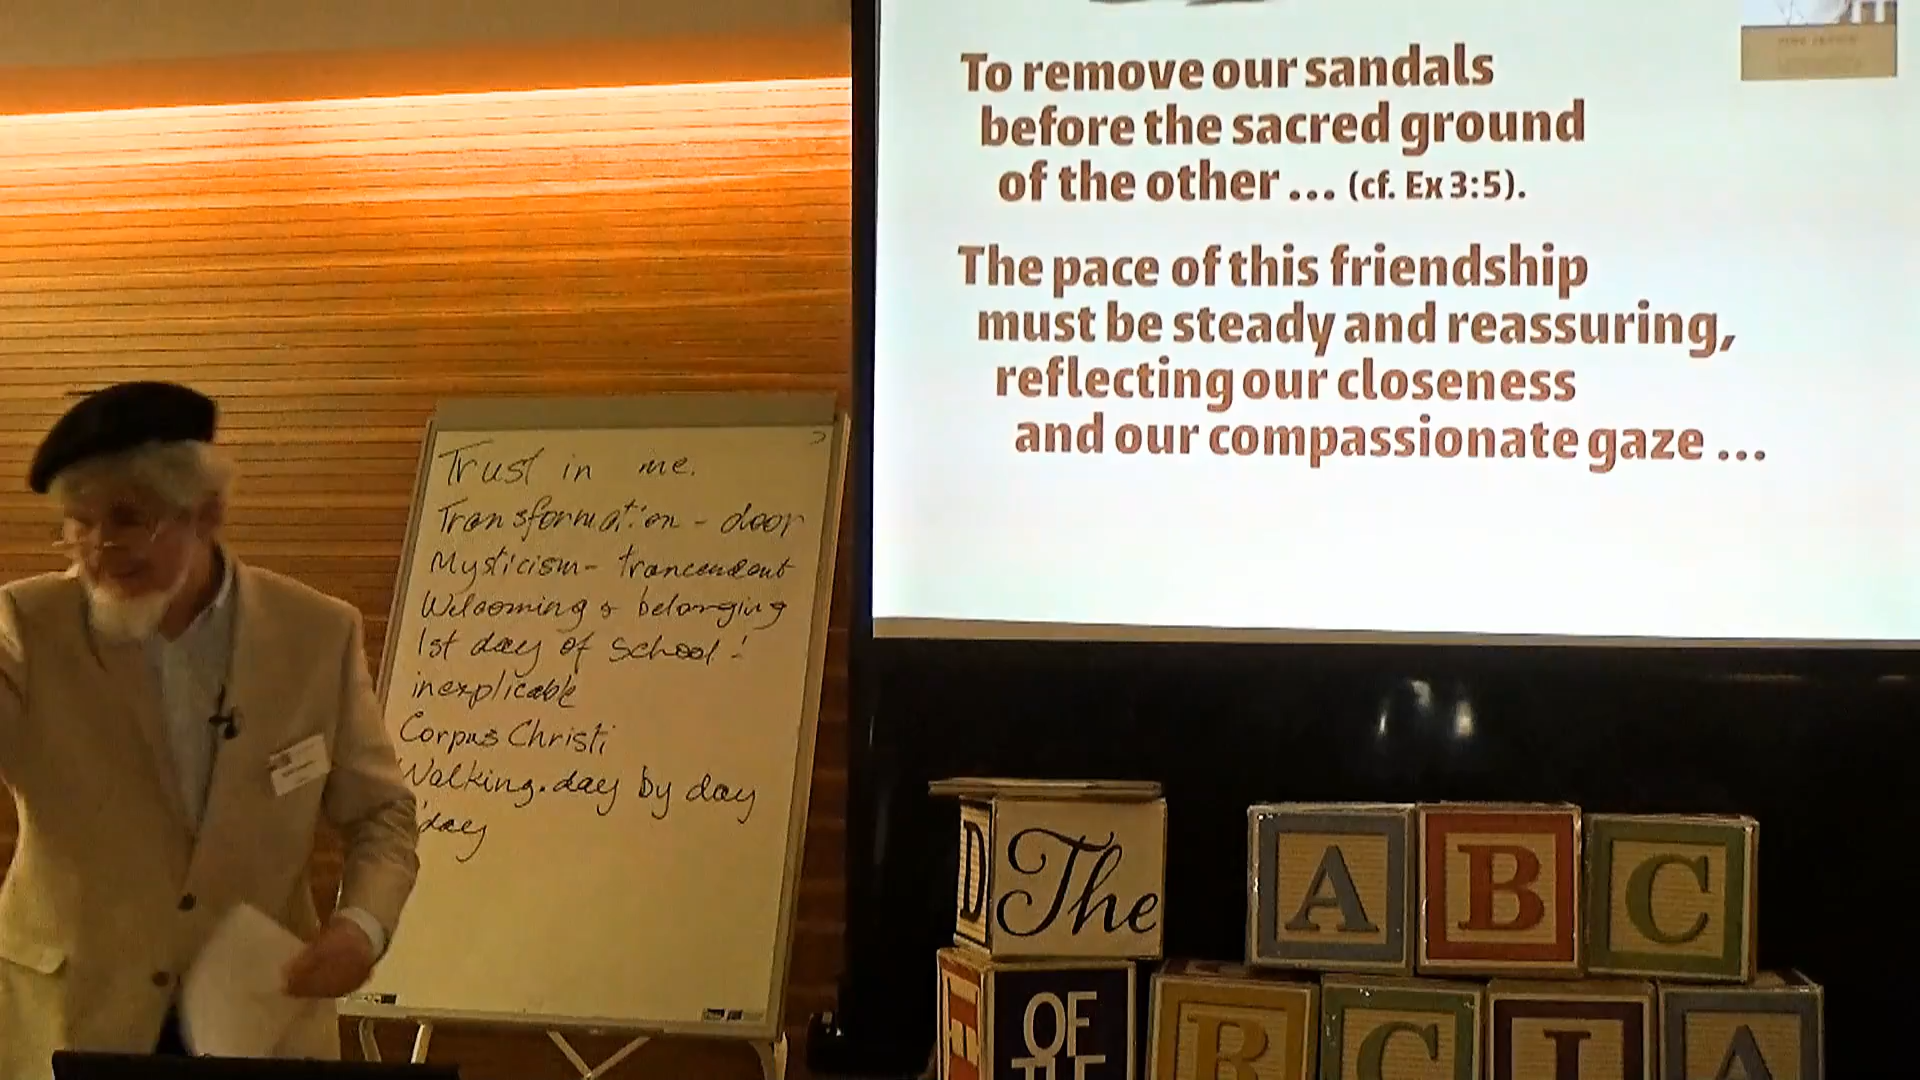 To remove our sandals
before the sacred ground
of the other ... (cf. Ex 3:5).
The pace of this friendship
must be steady and reassuring,
reflecting our closeness
and our compassionate gaze ...
Trust in me.
Transformation - door
Mysticism - trancendent
Welcoming & belonging
1st day of school!
inexplicable
Corpus Christi
Walking. day by day
day
D The A B C
OF B C I A
THE